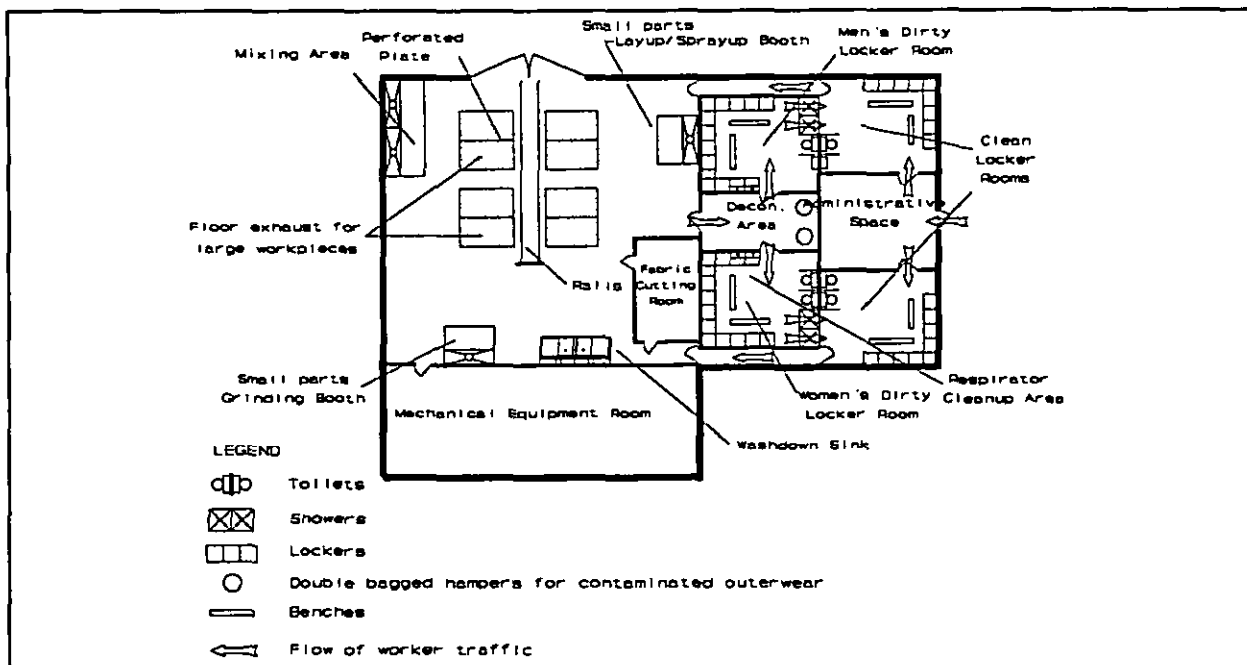 Small parts
Layup/Sprayup Booth
Men's Dirty
Locker Room
Perforated
Plate
Mixing Area
Clean
Locker
Rooms
Decon.
Area
Administrative
Space
Floor exhaust for
large workpieces
Rails
Fabric
Cutting
Room
Small parts
Grinding Booth
Mechanical Equipment Room
Women's Dirty
Locker Room
Respirator
Cleanup Area
Washdown Sink
LEGEND
Toilets
Showers
Lockers
Double bagged hampers for contaminated outerwear
Benches
Flow of worker traffic